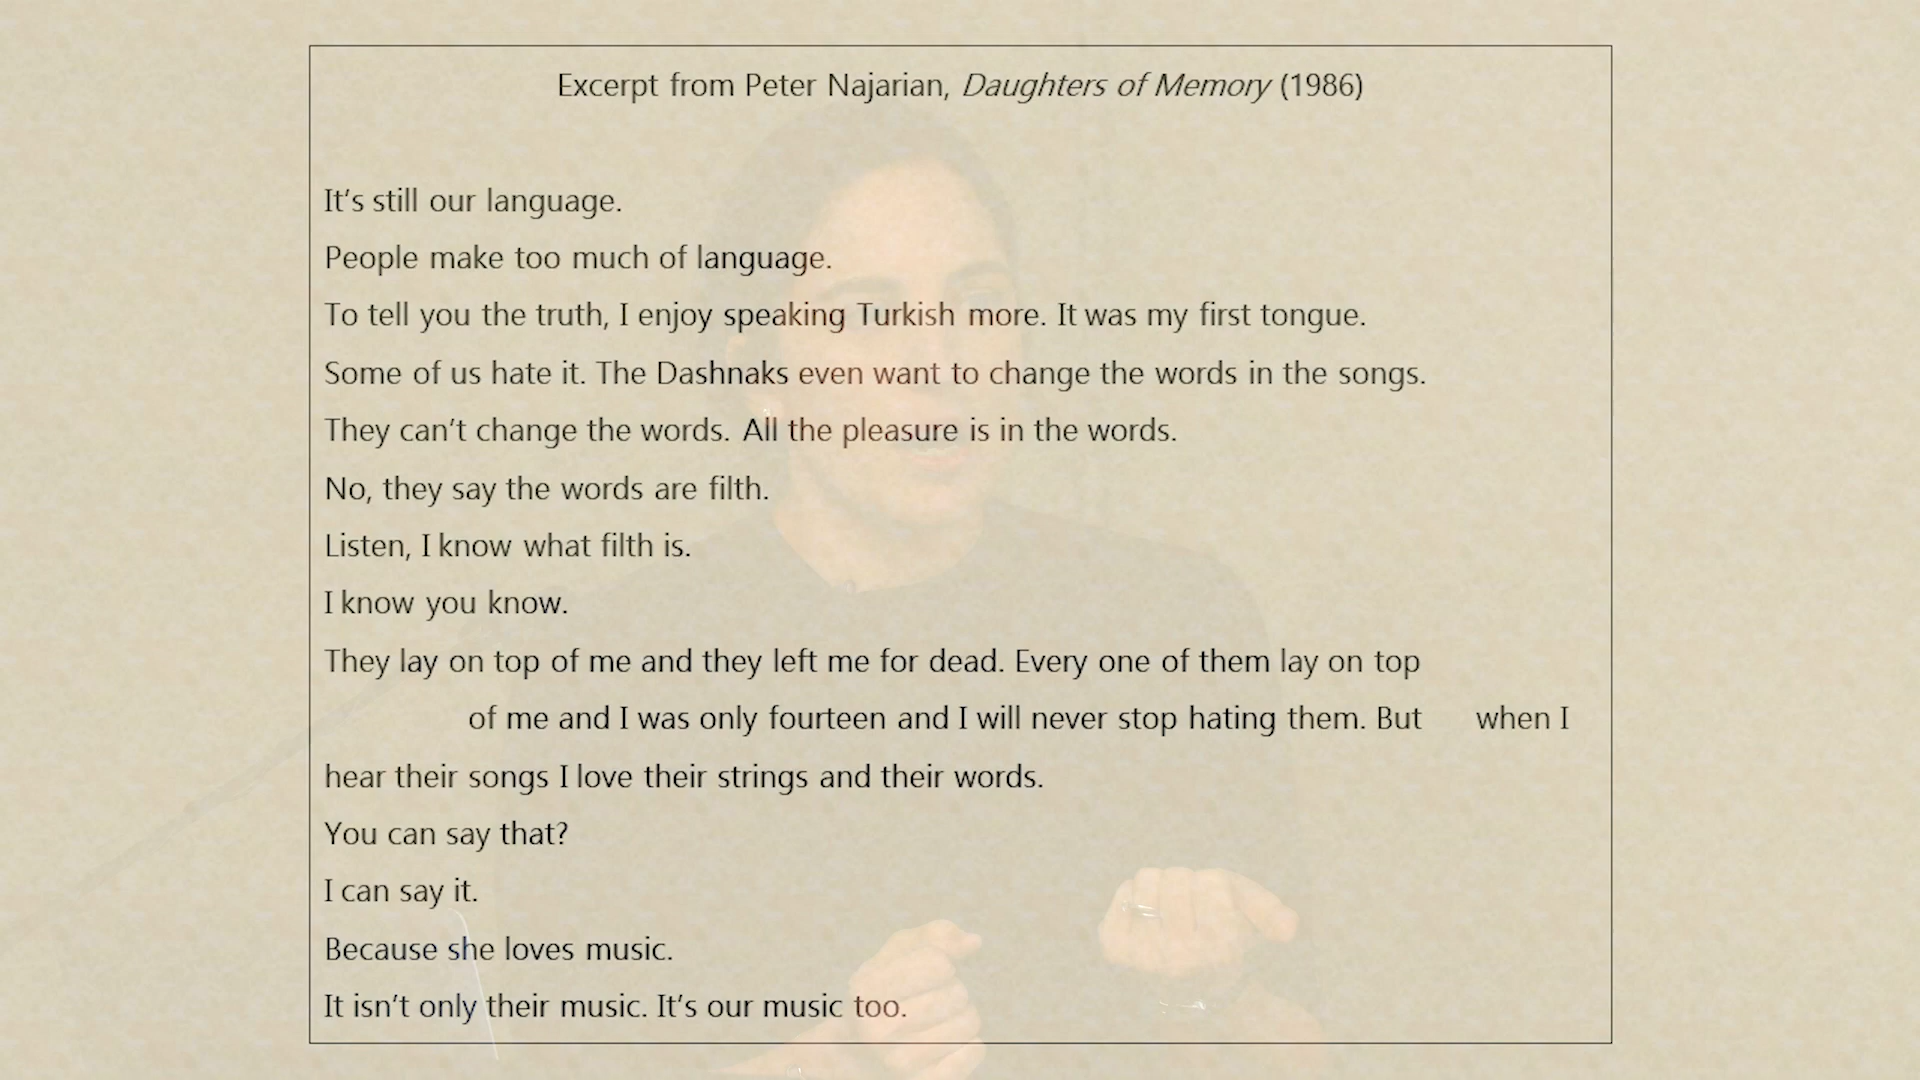 Excerpt from Peter Najarian, Daughters of Memory (1986)
It's still our language.
People make too much of language.
To tell you the truth, I enjoy speaking Turkish more. It was my first tongue.
Some of us hate it. The Dashnaks even want to change the words in the songs.
They can't change the words. All the pleasure is in the words.
No, they say the words are filth.
Listen, I know what filth is.
I know you know.
They lay on top of me and they left me for dead. Every one of them lay on top
of me and I was only fourteen and I will never stop hating them. But when I
hear their songs I love their strings and their words.
You can say that?
I can say it.
Because she loves music.
It isn't only their music. It's our music too.